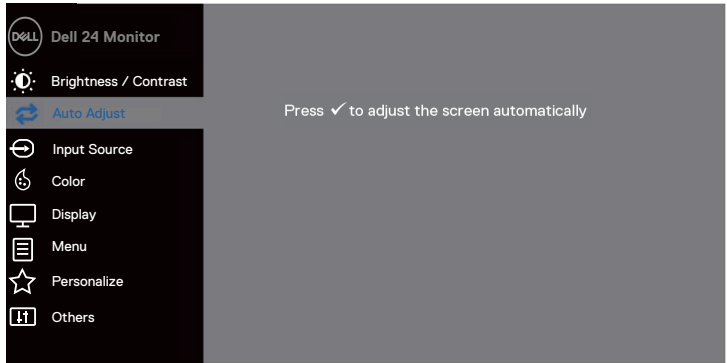 DELL
Dell 24 Monitor
Brightness / Contrast
Auto Adjust
Press ✓ to adjust the screen automatically
Input Source
Color
Display
Menu
Personalize
Others